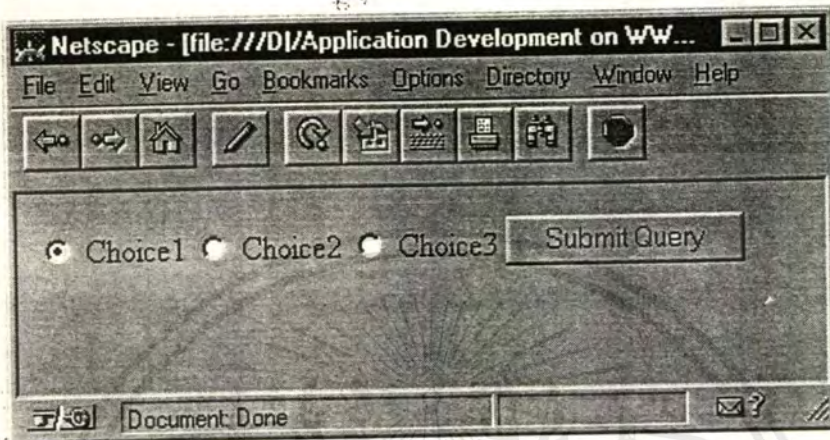 Netscape - [file:///D|/Application Development on WW...
File Edit View Go Bookmarks Options Directory Window Help
Choice1 Choice2 Choice3 Submit Query
Document: Done
?